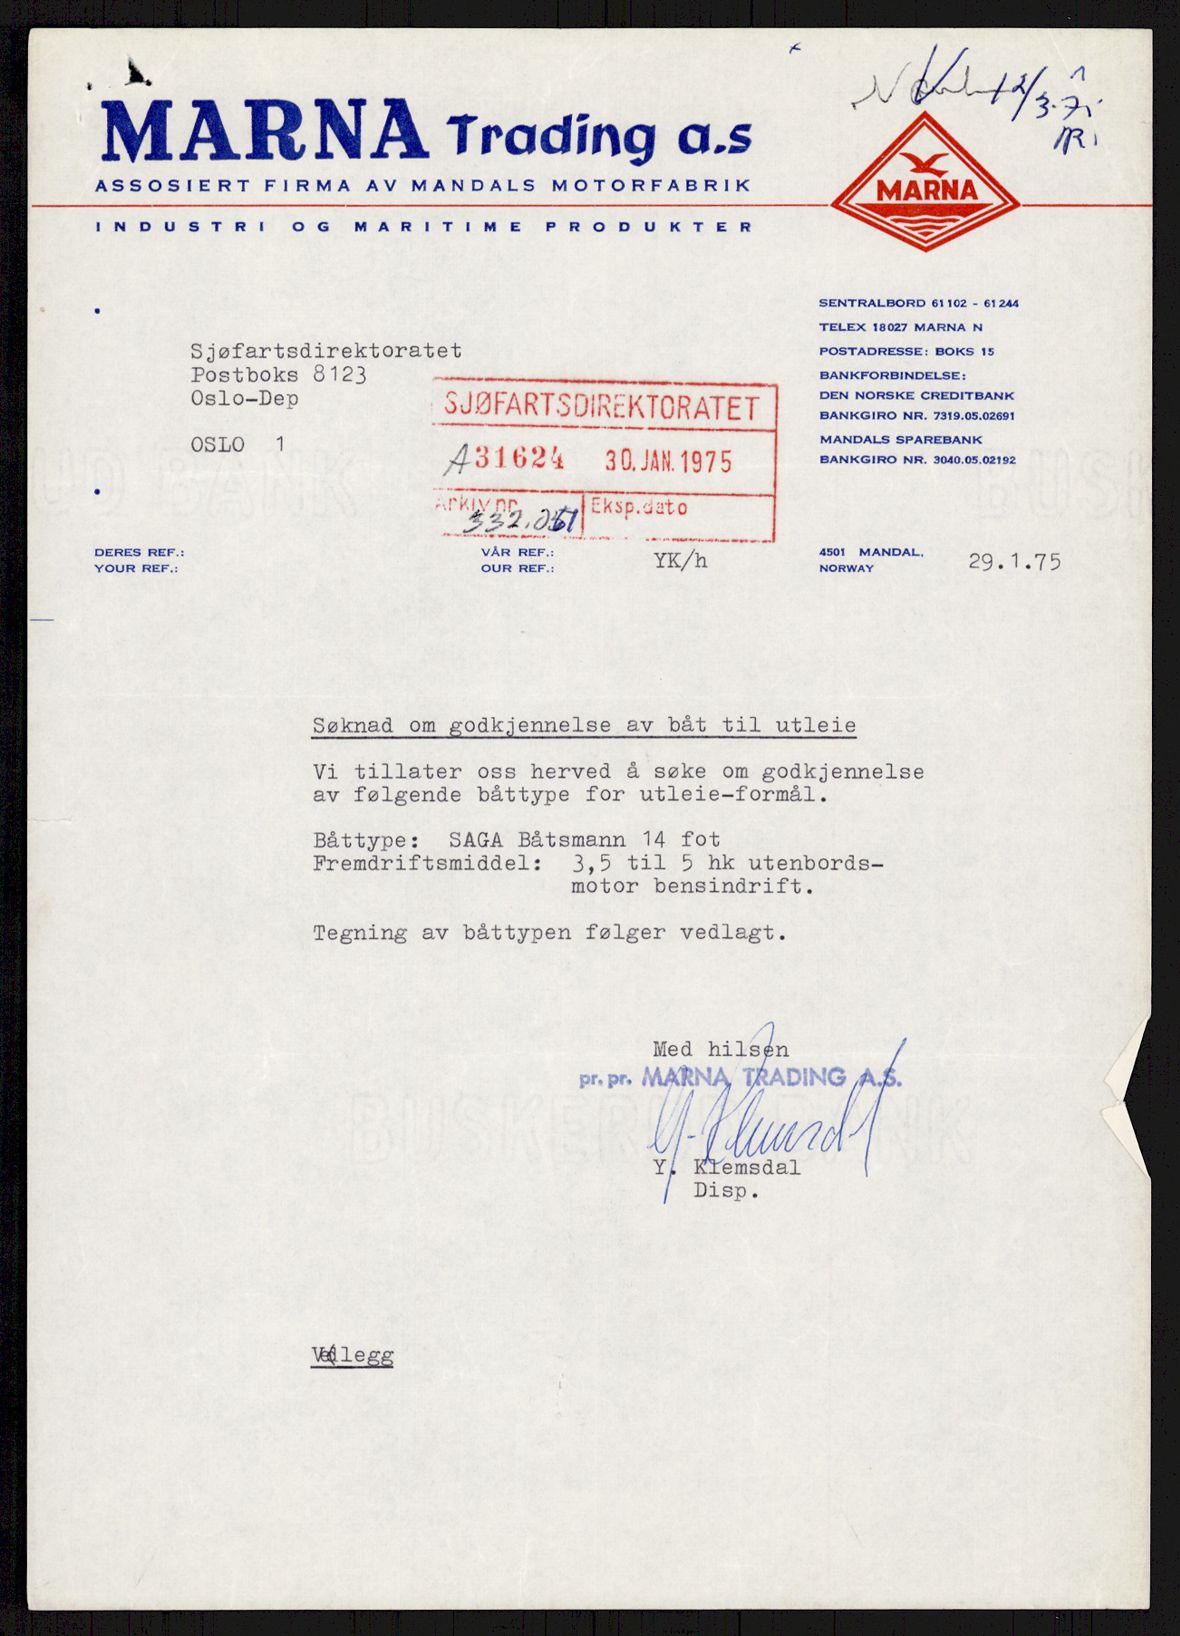 MARNA Trading a.s
ASSOSIERT FIRMA AV MANDALS MOTORFABRIK
INDUSTRI OG MARITIME PRODUKTER
MARNA
SENTRALBORD 61102 - 61244
TELEX 18027 MARNA N
POSTADRESSE: BOKS 15
BANKFORBINDELSE:
DEN NORSKE CREDITBANK
BANKGIRO NR. 7319.05.02691
MANDALS SPAREBANK
BANKGIRO NR. 3040.05.02192
Sjøfartsdirektoratet
Postboks 8123
Oslo-Dep
OSLO 1
SJØFARTSDIREKTORATET
A31624 30. JAN. 1975
Arkiv nr. Eksp.dato
DERES REF.:
YOUR REF.:
VÅR REF.:
OUR REF.:
YK/h
4501 MANDAL,
NORWAY
29.1.75
Søknad om godkjennelse av båt til utleie
Vi tillater oss herved å søke om godkjennelse
av følgende båttype for utleie-formål.
Båttype: SAGA Båtsmann 14 fot
Fremdriftsmiddel: 3,5 til 5 hk utenbords-
motor bensindrift.
Tegning av båttypen følger vedlagt.
Med hilsen
pr. pr. MARNA TRADING A.S.
Y. Klemsdal
Y. Klemsdal
Disp.
Vedlegg